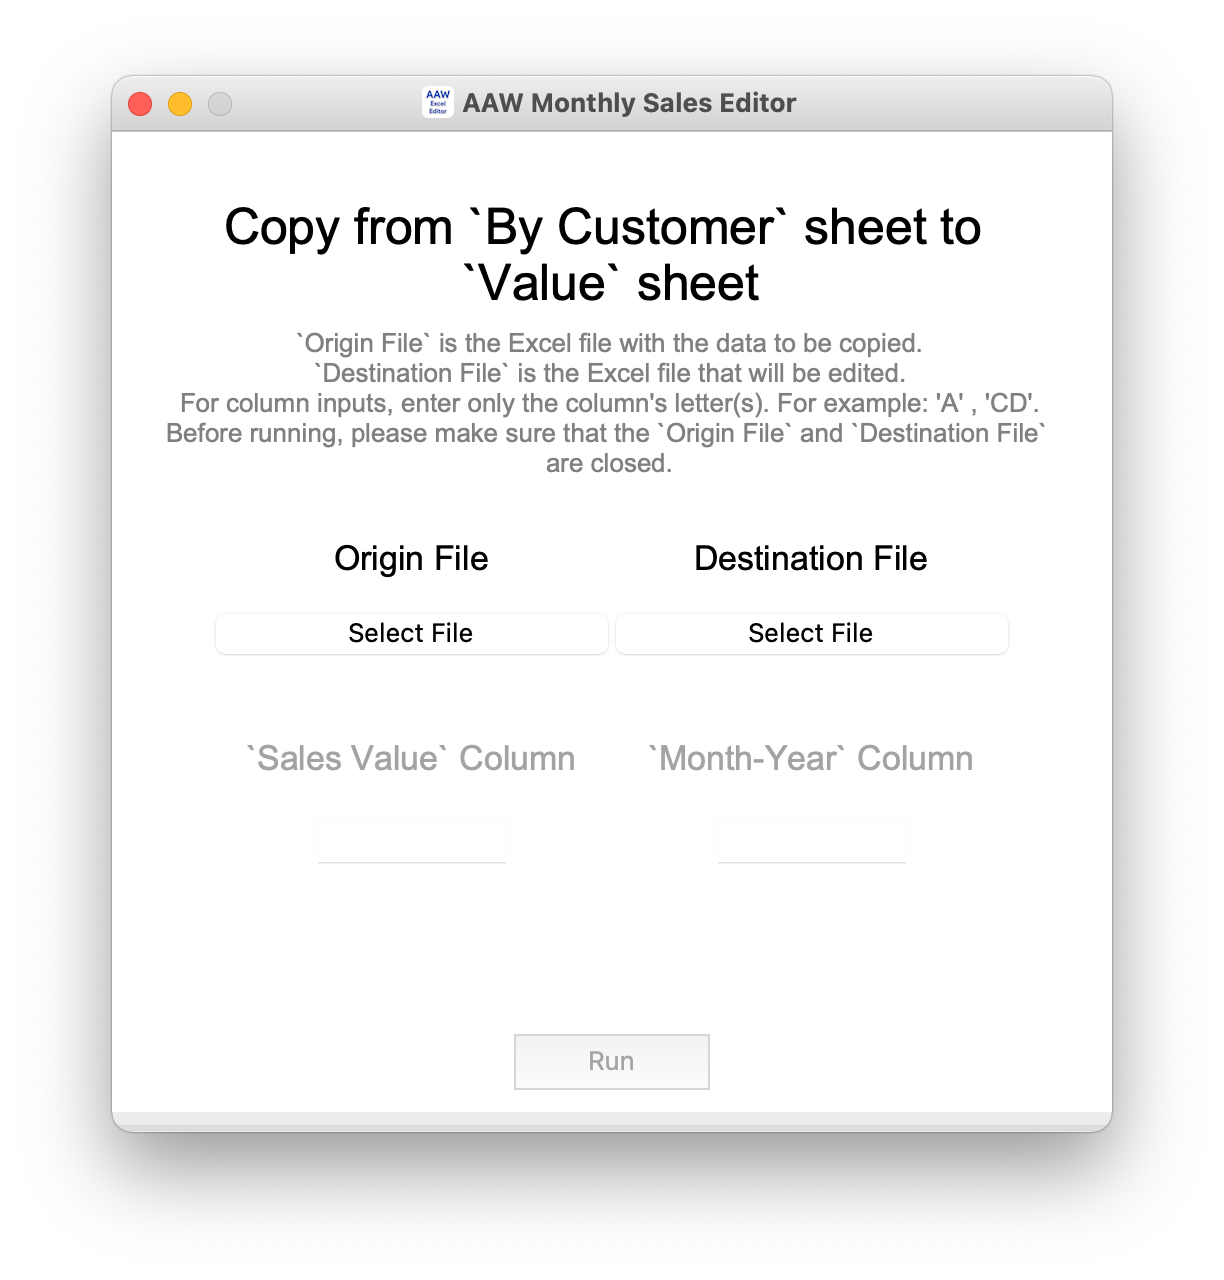 AAW
Excel
Editor
AAW Monthly Sales Editor
Copy from `By Customer` sheet to
`Value` sheet
`Origin File` is the Excel file with the data to be copied.
`Destination File` is the Excel file that will be edited.
For column inputs, enter only the column's letter(s). For example: 'A' , 'CD'.
Before running, please make sure that the `Origin File` and `Destination File`
are closed.
Origin File
Destination File
Select File
Select File
`Sales Value` Column
`Month-Year` Column
Run